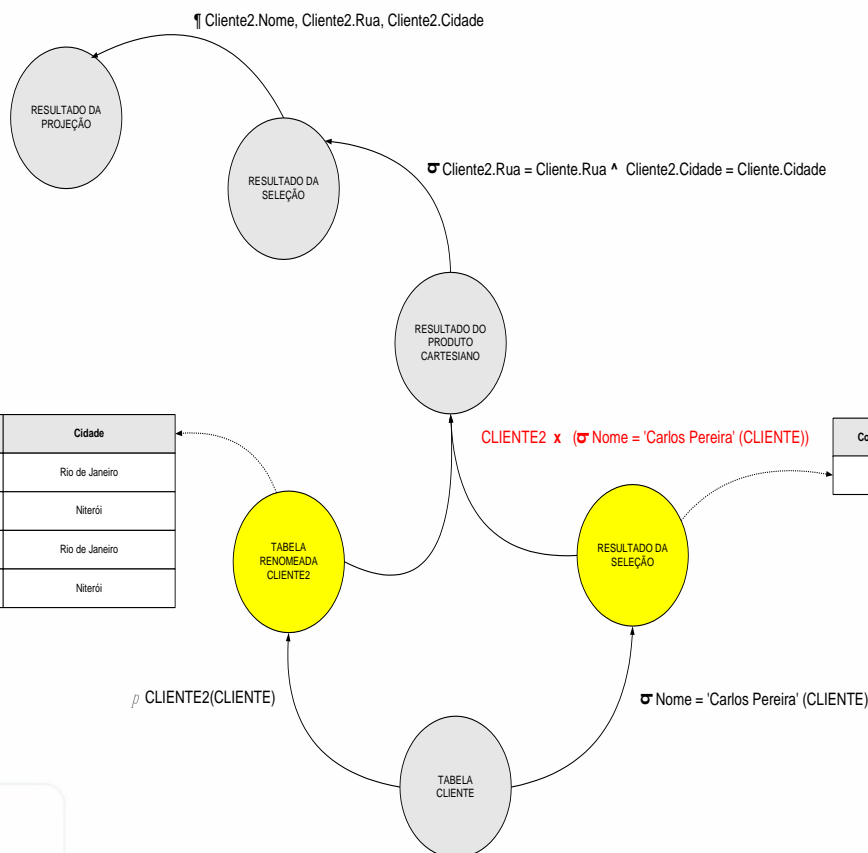 ¶ Cliente2.Nome, Cliente2.Rua, Cliente2.Cidade
RESULTADO DA
PROJEÇÃO
RESULTADO DA
SELEÇÃO
σ Cliente2.Rua = Cliente.Rua ^ Cliente2.Cidade = Cliente.Cidade
RESULTADO DO
PRODUTO
CARTESIANO
CLIENTE2 x (σ Nome = 'Carlos Pereira' (CLIENTE))
Cidade
Rio de Janeiro
Niterói
Rio de Janeiro
Niterói
Co
TABELA
RENOMEADA
CLIENTE2
RESULTADO DA
SELEÇÃO
p CLIENTE2(CLIENTE)
σ Nome = 'Carlos Pereira' (CLIENTE)
TABELA
CLIENTE